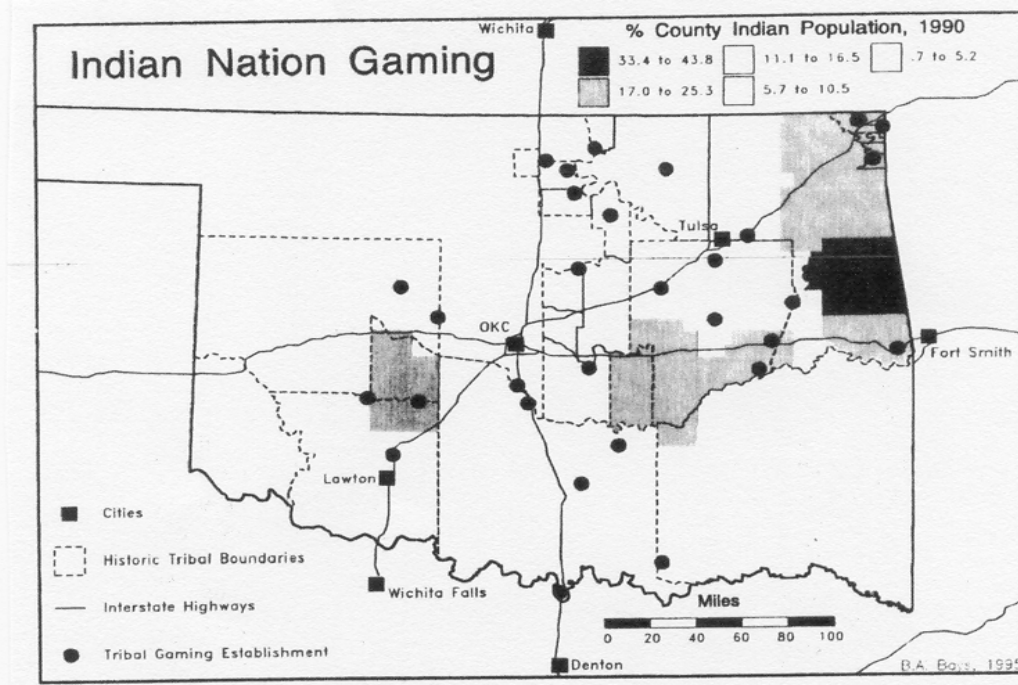 Wichita
% County Indian Population, 1990
Indian Nation Gaming
33.4 to 43.8
11.1 to 16.5
.7 to 5.2
17.0 to 25.3
5.7 to 10.5
Tulsa
OKC
Fort Smith
Lawton
Cities
Historic Tribal Boundaries
Wichita Falls
Interstate Highways
Miles
0 20 40 60 80 100
Tribal Gaming Establishment
Denton
B.A. Bays, 1995